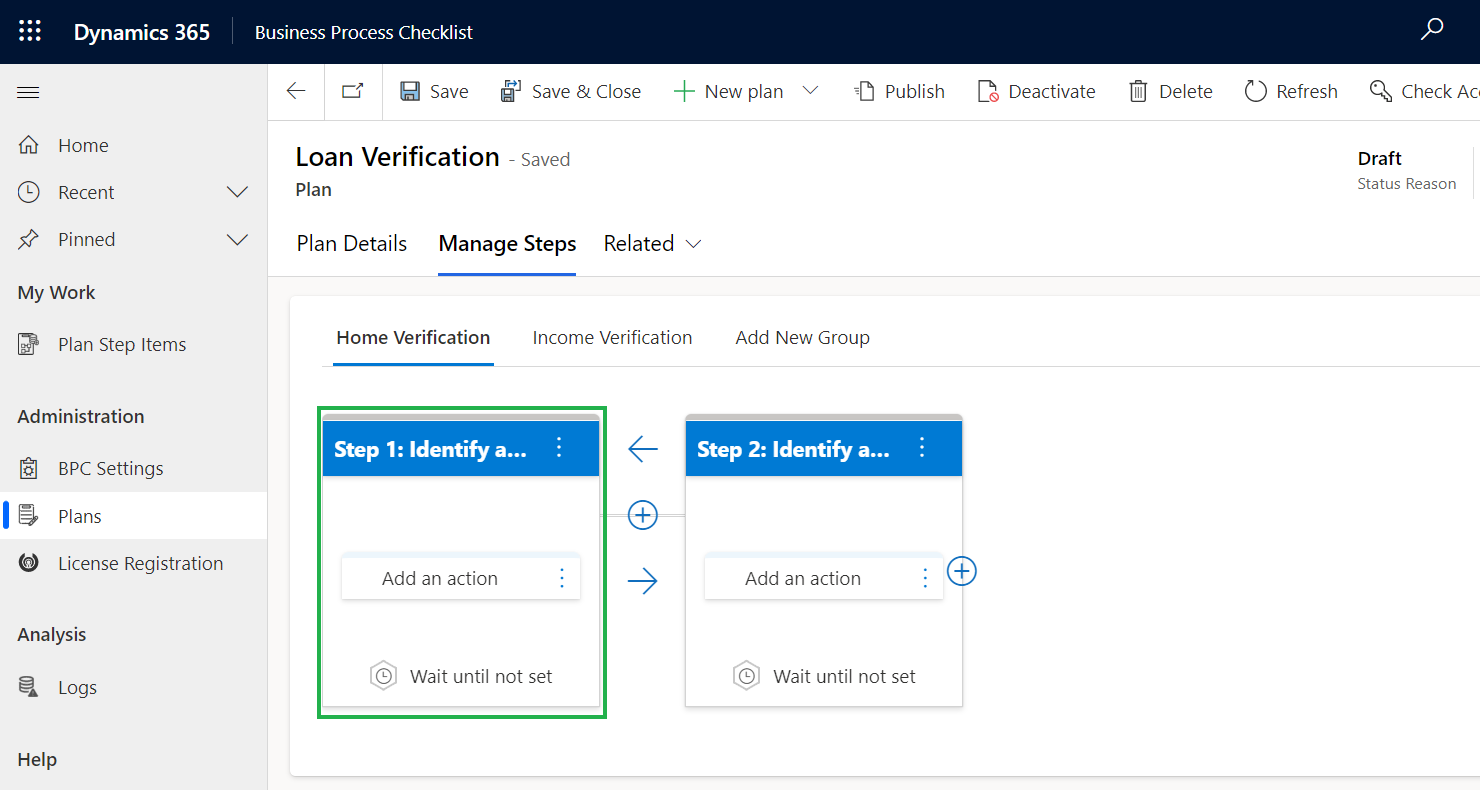 Dynamics 365 Business Process Checklist
Save Save & Close New plan Publish Deactivate Delete Refresh Check Acc
Home
Recent
Pinned
My Work
Plan Step Items
Administration
BPC Settings
Plans
License Registration
Analysis
Logs
Help
Loan Verification - Saved
Plan
Draft
Status Reason
Plan Details Manage Steps Related
Home Verification Income Verification Add New Group
Step 1: Identify a... Step 2: Identify a...
Add an action Add an action
Wait until not set Wait until not set